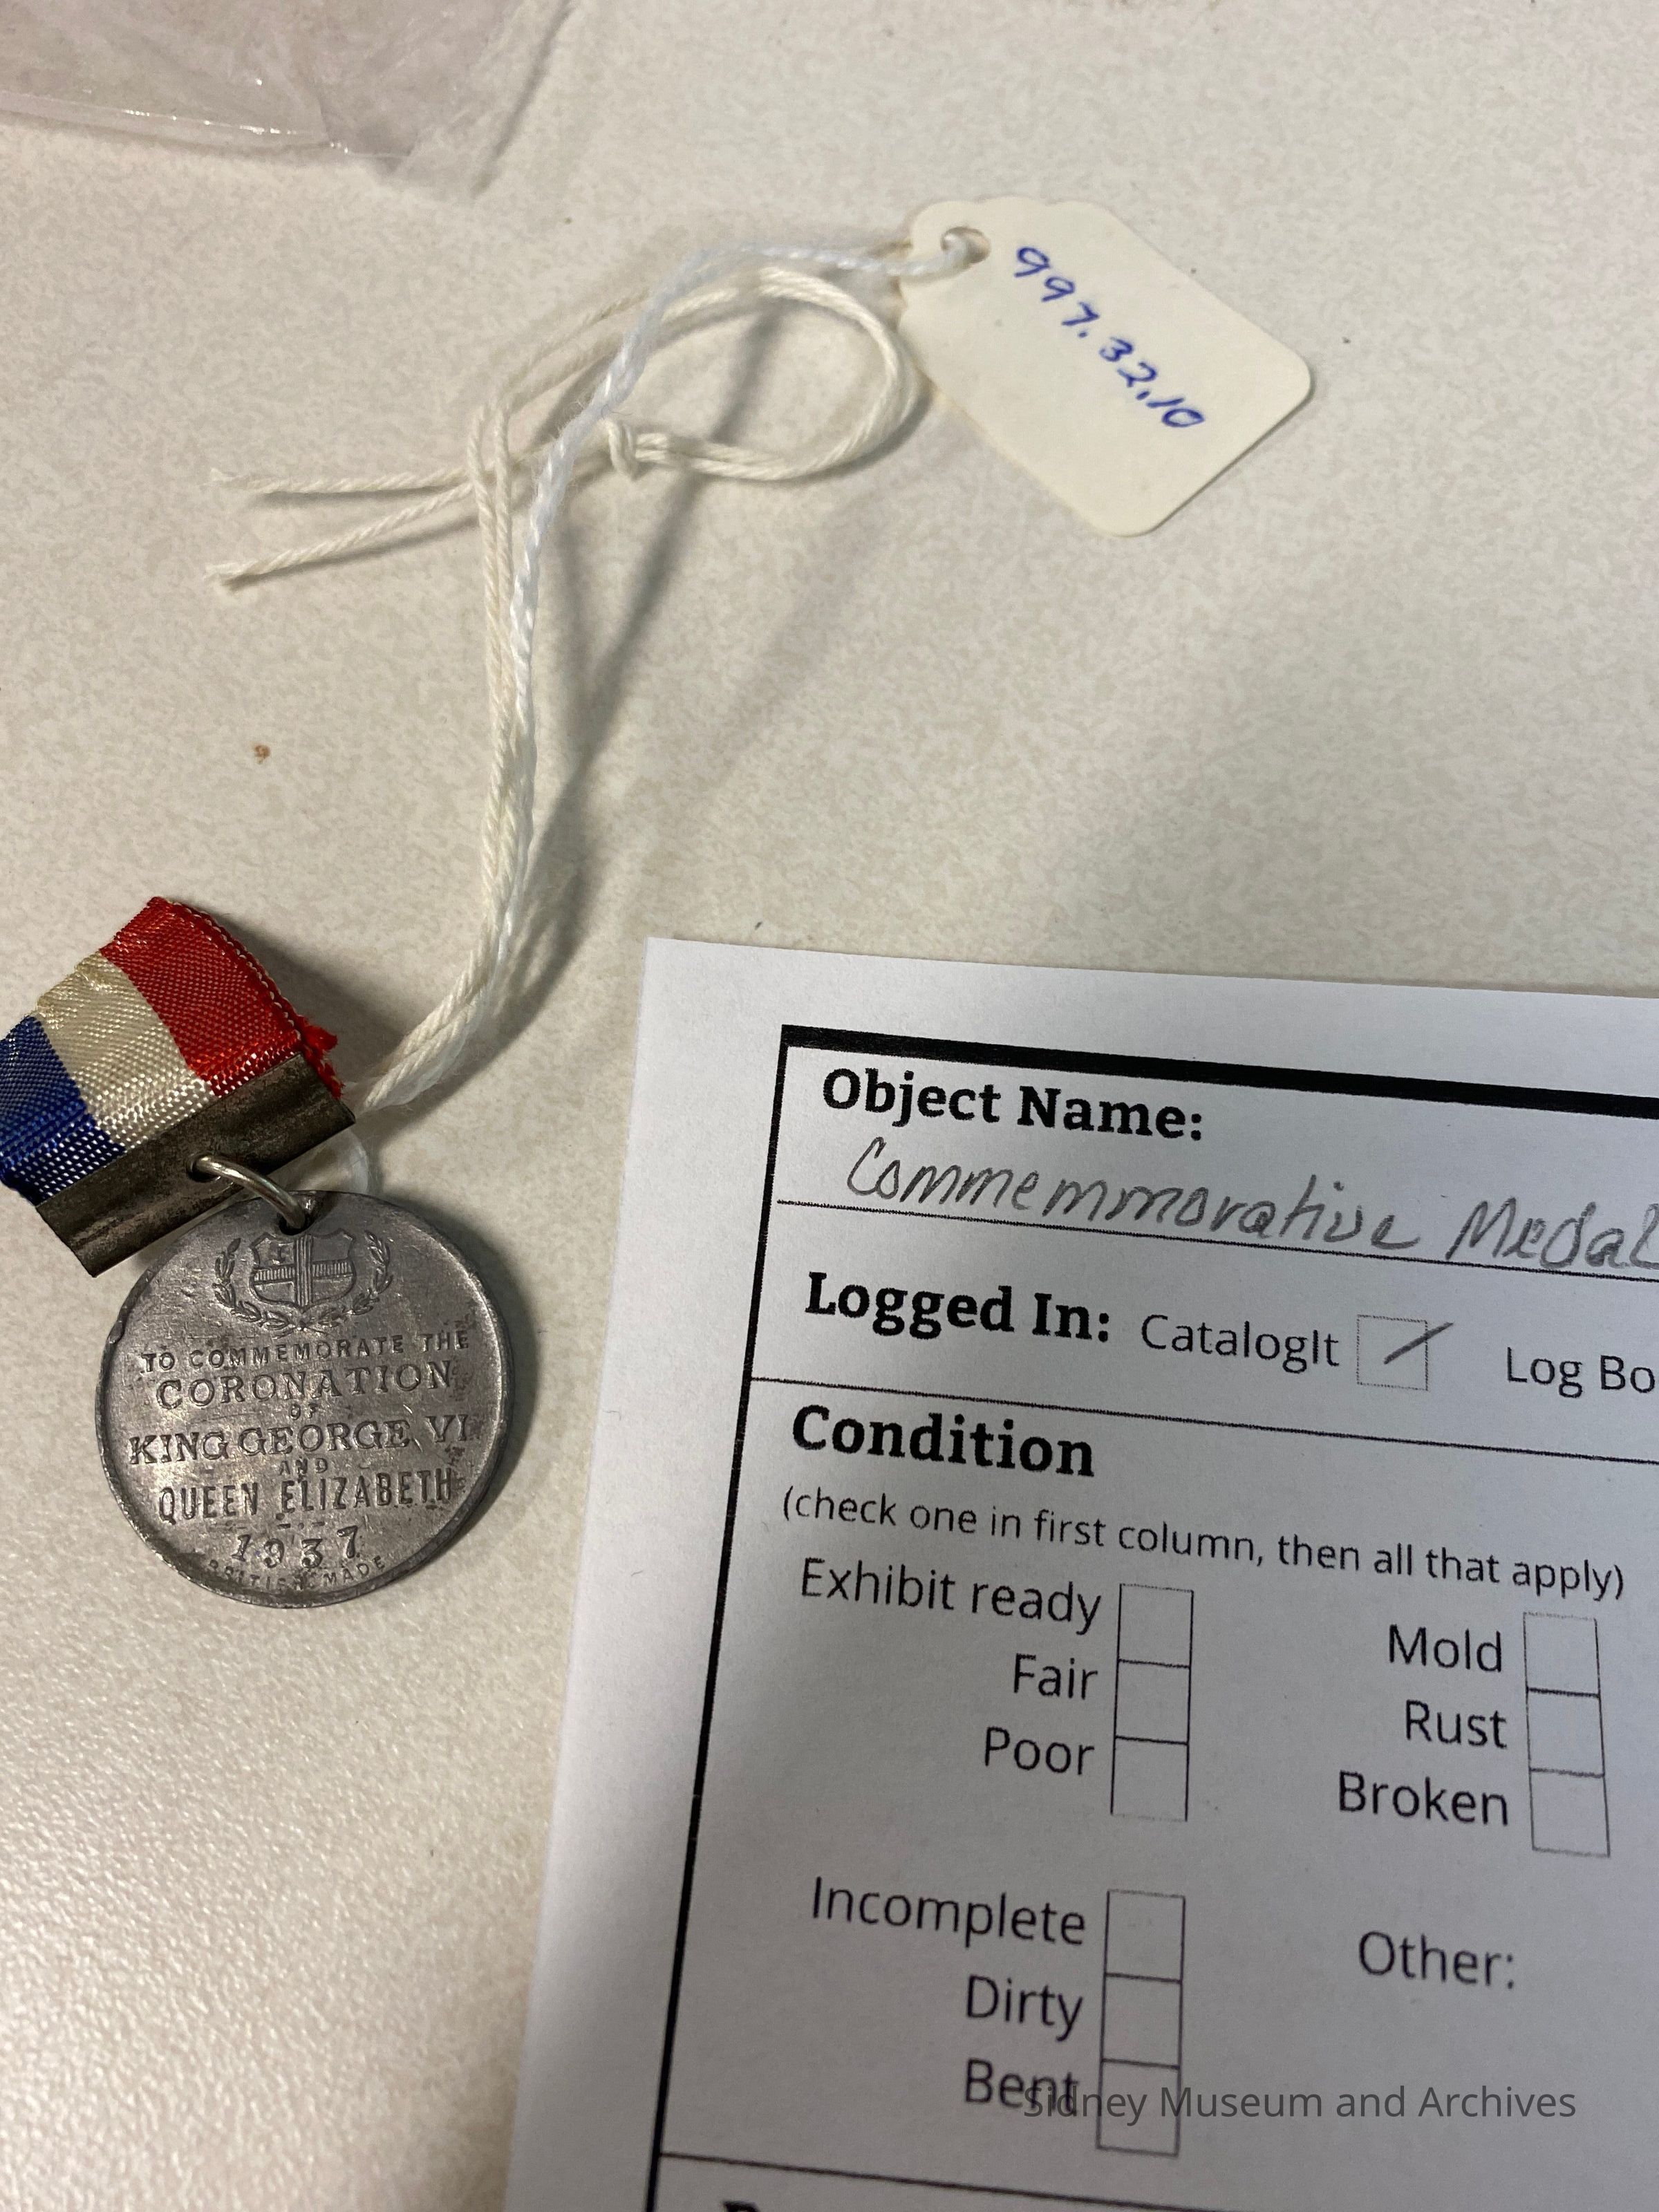 997.32.10
TO COMMEMORATE THE
CORONATION
OF
KING GEORGE VI
AND
QUEEN ELIZABETH
1937
BRITISH MADE
Object Name:
Commemmorative Medal
Logged In: CatalogIt Log Bo
Condition
(check one in first column, then all that apply)
Exhibit ready
Fair
Poor
Mold
Rust
Broken
Incomplete
Dirty
Bent
Other:
Sidney Museum and Archives